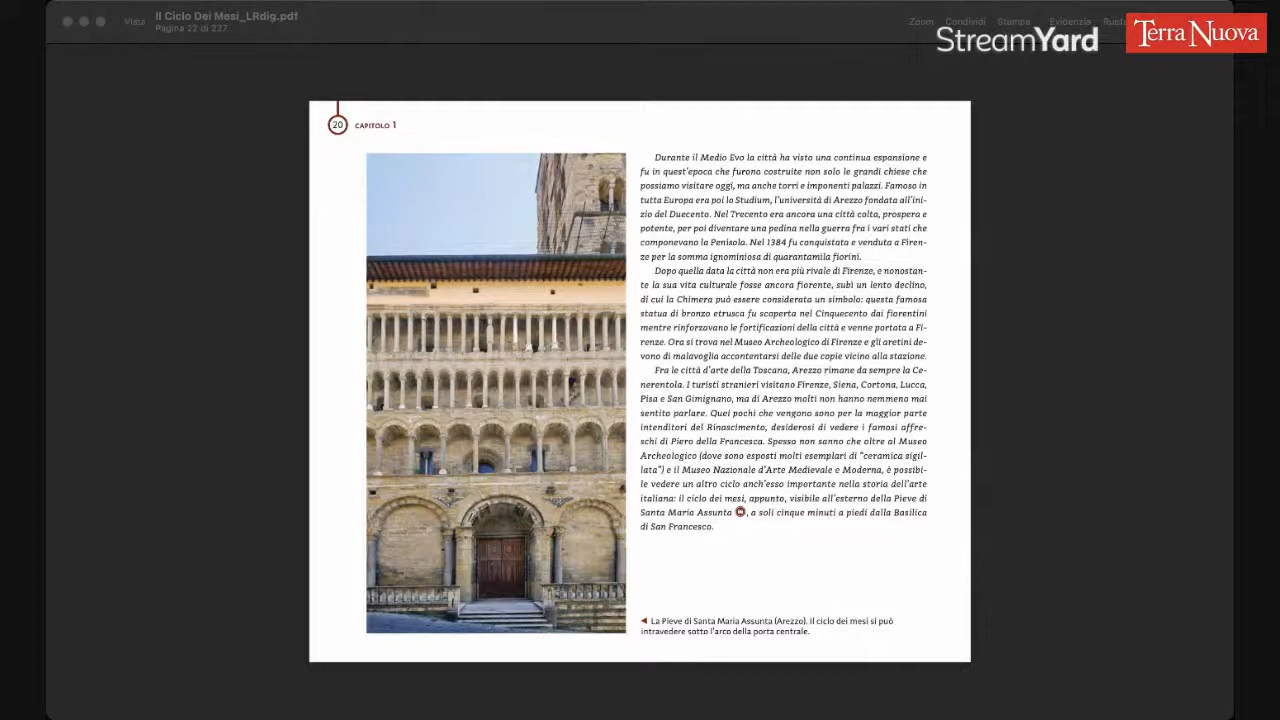 Vista
Il Ciclo Dei Mesi_LRdig.pdf
Pagina 22 di 227
Zoom Condividi Stampa Evidenzia
StreamYard
Terra Nuova
20 CAPITOLO 1
Durante il Medio Evo la città ha visto una continua espansione e
fu in quest'epoca che furono costruite non solo le grandi chiese che
possiamo visitare oggi, ma anche torri e imponenti palazzi. Famoso in
tutta Europa era poi lo Studium, l'università di Arezzo fondata all'ini-
zio del Duecento. Nel Trecento era ancora una città colta, prospera e
potente, per poi diventare una pedina nella guerra fra i vari stati che
componevano la Penisola. Nel 1384 fu conquistata e venduta a Firen-
ze per la somma ignominiosa di quarantamila fiorini.
Dopo quella data la città non era più rivale di Firenze, e nonostan-
te la sua vita culturale fosse ancora fiorente, subì un lento declino,
di cui la Chimera può essere considerata un simbolo: questa famosa
statua di bronzo etrusca fu scoperta nel Cinquecento dai fiorentini
mentre rinforzavano le fortificazioni della città e venne portata a Fi-
renze. Ora si trova nel Museo Archeologico di Firenze e gli aretini de-
vono di malavoglia accontentarsi delle due copie vicino alla stazione.
Fra le città d'arte della Toscana, Arezzo rimane da sempre la Ce-
nerentola. I turisti stranieri visitano Firenze, Siena, Cortona, Lucca,
Pisa e San Gimignano, ma di Arezzo molti non hanno nemmeno mai
sentito parlare. Quei pochi che vengono sono per la maggior parte
intenditori del Rinascimento, desiderosi di vedere i famosi affre-
schi di Piero della Francesca. Spesso non sanno che oltre al Museo
Archeologico (dove sono esposti molti esemplari di "ceramica sigil-
lata") e il Museo Nazionale d'Arte Medievale e Moderna, è possibi-
le vedere un altro ciclo anch'esso importante nella storia dell'arte
italiana: il ciclo dei mesi, appunto, visibile all'esterno della Pieve di
Santa Maria Assunta , a soli cinque minuti a piedi dalla Basilica
di San Francesco.
La Pieve di Santa Maria Assunta (Arezzo). Il ciclo dei mesi si può
intravedere sotto l'arco della porta centrale.